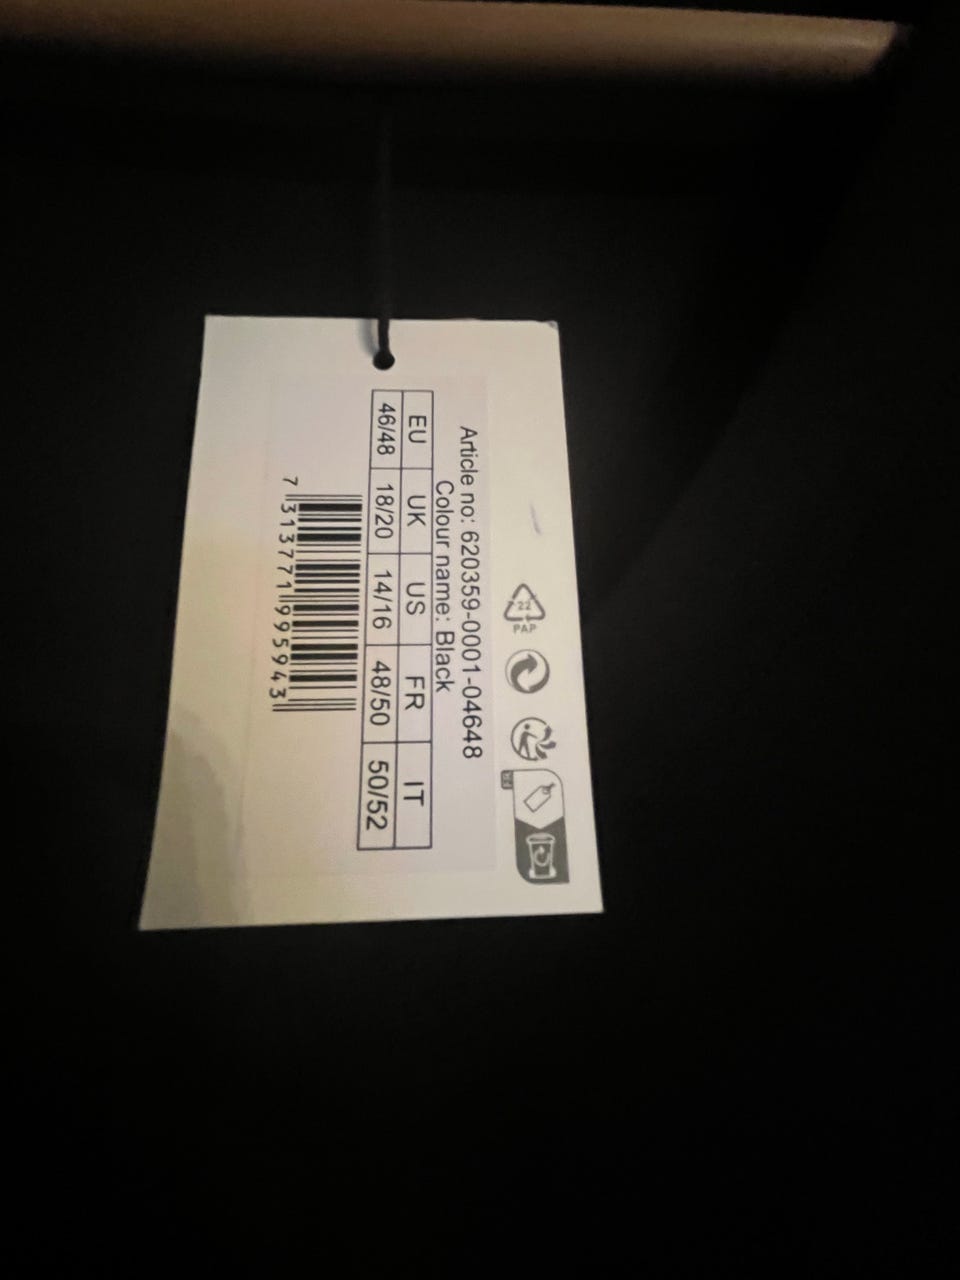 22
PAP
Article no: 620359-0001-04648
Colour name: Black
EU UK US FR IT
46/48 18/20 14/16 48/50 50/52
7 313771 995943